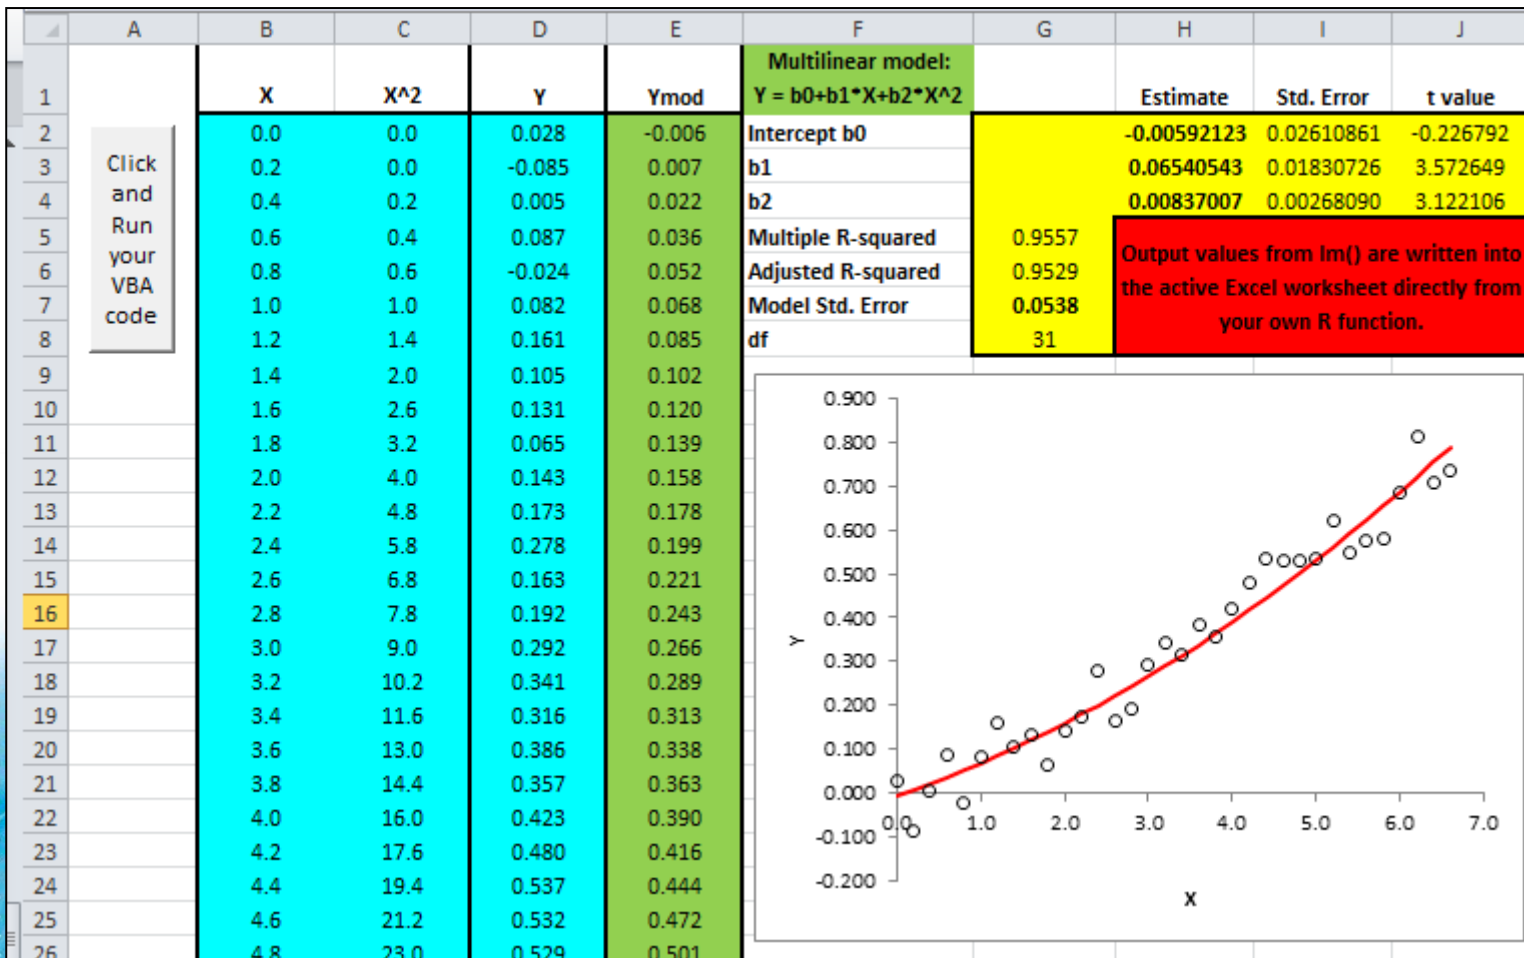 A B C D E F G H I J
1 X X^2 Y Ymod Multilinear model: Y = b0+b1*X+b2*X^2 Estimate Std. Error t value
2 0.0 0.0 0.028 -0.006 Intercept b0 -0.00592123 0.02610861 -0.226792
3 0.2 0.0 -0.085 0.007 b1 0.06540543 0.01830726 3.572649
4 0.4 0.2 0.005 0.022 b2 0.00837007 0.00268090 3.122106
5 0.6 0.4 0.087 0.036 Multiple R-squared 0.9557
6 0.8 0.6 -0.024 0.052 Adjusted R-squared 0.9529
7 1.0 1.0 0.082 0.068 Model Std. Error 0.0538
8 1.2 1.4 0.161 0.085 df 31
9 1.4 2.0 0.105 0.102
10 1.6 2.6 0.131 0.120
11 1.8 3.2 0.065 0.139
12 2.0 4.0 0.143 0.158
13 2.2 4.8 0.173 0.178
14 2.4 5.8 0.278 0.199
15 2.6 6.8 0.163 0.221
16 2.8 7.8 0.192 0.243
17 3.0 9.0 0.292 0.266
18 3.2 10.2 0.341 0.289
19 3.4 11.6 0.316 0.313
20 3.6 13.0 0.386 0.338
21 3.8 14.4 0.357 0.363
22 4.0 16.0 0.423 0.390
23 4.2 17.6 0.480 0.416
24 4.4 19.4 0.537 0.444
25 4.6 21.2 0.532 0.472
26 4.8 23.0 0.529 0.501
Click
and
Run
your
VBA
code
Output values from lm() are written into
the active Excel worksheet directly from
your own R function.
0.900
0.800
0.700
0.600
0.500
0.400
0.300
0.200
0.100
0.000
-0.100
-0.200
Y
0.0 1.0 2.0 3.0 4.0 5.0 6.0 7.0
X